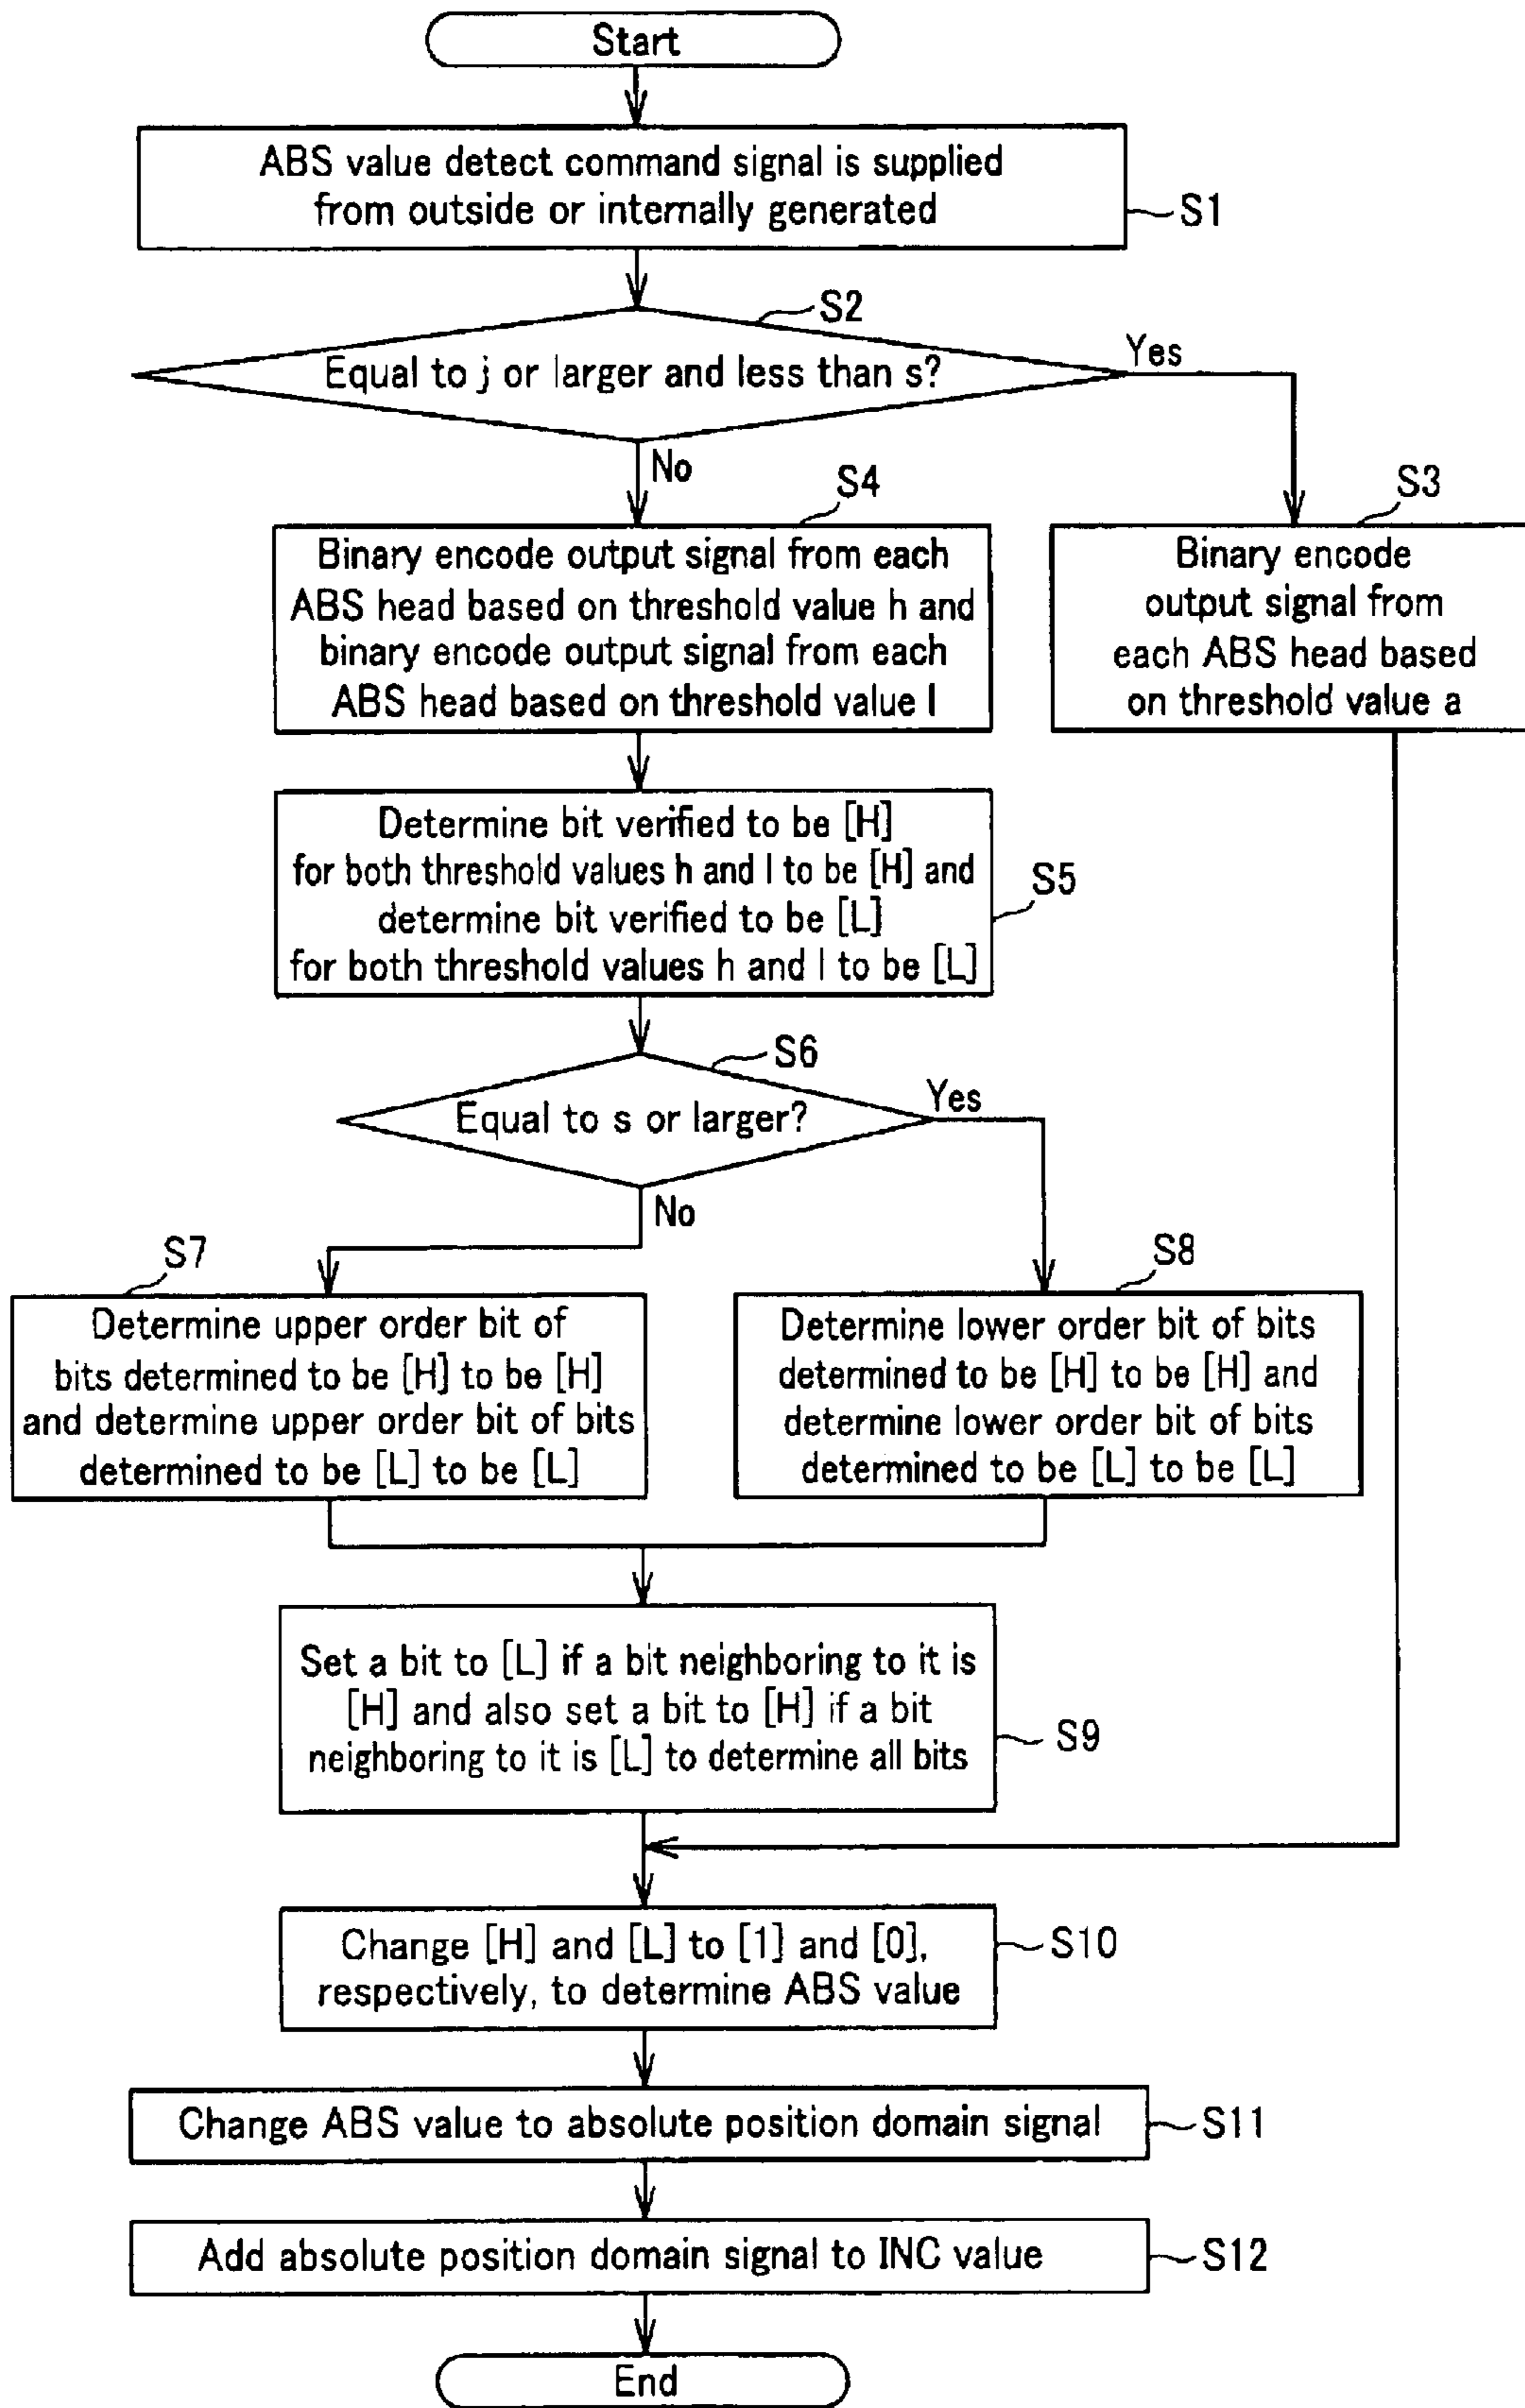 Start
ABS value detect command signal is supplied
from outside or internally generated
S1
S2
Equal to j or larger and less than s?
Yes
No
S4
Binary encode output signal from each
ABS head based on threshold value h and
binary encode output signal from each
ABS head based on threshold value l
S3
Binary encode
output signal from
each ABS head based
on threshold value a
Determine bit verified to be [H]
for both threshold values h and l to be [H] and
determine bit verified to be [L]
for both threshold values h and l to be [L]
S5
S6
Equal to s or larger?
Yes
No
S7
Determine upper order bit of
bits determined to be [H] to be [H]
and determine upper order bit of bits
determined to be [L] to be [L]
S8
Determine lower order bit of bits
determined to be [H] to be [H] and
determine lower order bit of bits
determined to be [L] to be [L]
Set a bit to [L] if a bit neighboring to it is
[H] and also set a bit to [H] if a bit
neighboring to it is [L] to determine all bits
S9
Change [H] and [L] to [1] and [0],
respectively, to determine ABS value
S10
Change ABS value to absolute position domain signal
S11
Add absolute position domain signal to INC value
S12
End